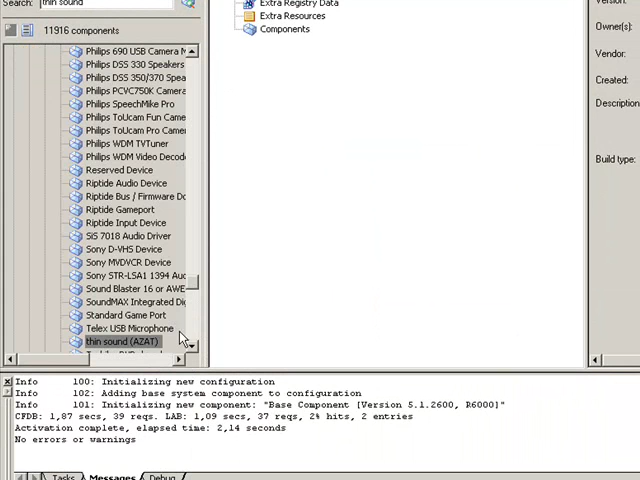 Search: thin sound
11916 components
Philips 690 USB Camera M
Philips DSS 330 Speakers
Philips DSS 350/370 Spea
Philips PCVC750K Camera
Philips SpeechMike Pro
Philips ToUcam Fun Came
Philips ToUcam Pro Camer
Philips WDM TVTuner
Philips WDM Video Decod
Reserved Device
Riptide Audio Device
Riptide Bus / Firmware Do
Riptide Gameport
Riptide Input Device
SiS 7018 Audio Driver
Sony D-VHS Device
Sony MVDVCR Device
Sony STR-LSA1 1394 Aud
Sound Blaster 16 or AWE
SoundMAX Integrated Dig
Standard Game Port
Telex USB Microphone
thin sound (AZAT)
Extra Registry Data
Extra Resources
Components
Version:
Owner(s):
Vendor:
Created:
Description
Build type:
Info 100: Initializing new configuration
Info 102: Adding base system component to configuration
Info 101: Initializing new component: "Base Component [Version 5.1.2600, R6000]"
CFDB: 1,87 secs, 39 reqs. LAB: 1,09 secs, 37 reqs, 2% hits, 2 entries
Activation complete, elapsed time: 2,14 seconds
No errors or warnings
Tasks Messages Debug